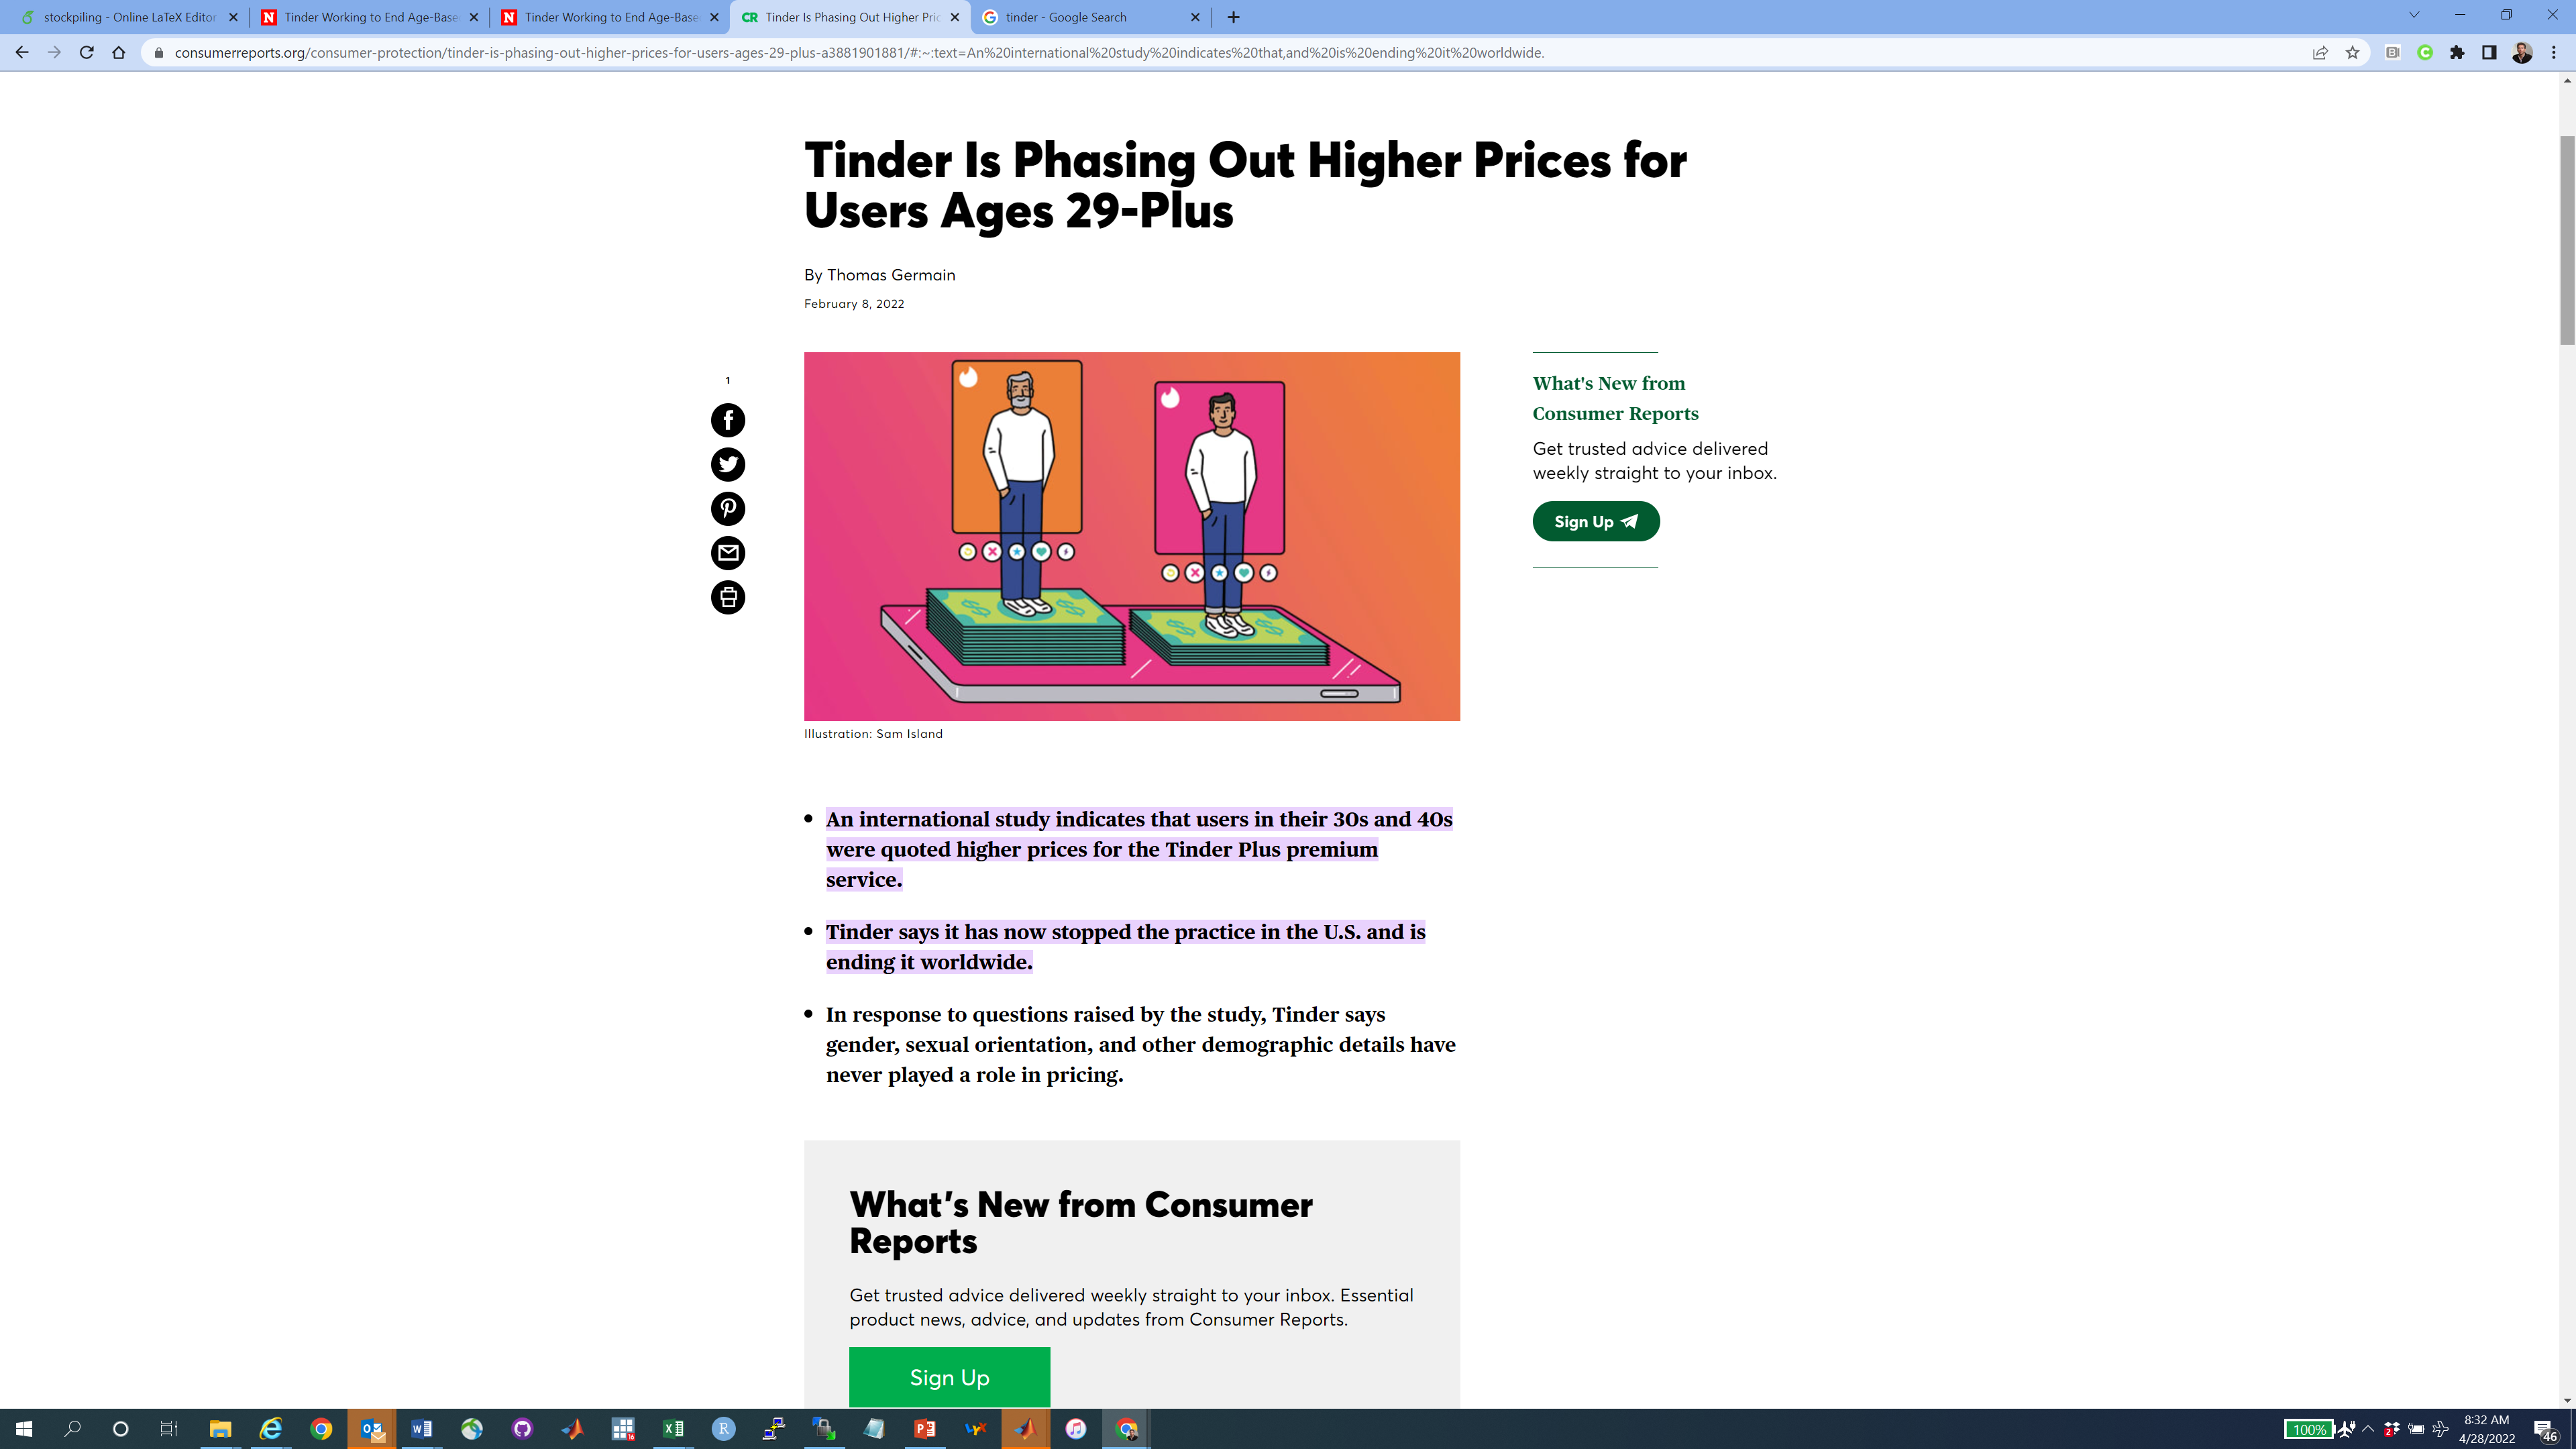 stockpiling - Online LaTeX Editor
Tinder Working to End Age-Base
Tinder Working to End Age-Base
CR Tinder Is Phasing Out Higher Pric
tinder - Google Search
consumerreports.org/consumer-protection/tinder-is-phasing-out-higher-prices-for-users-ages-29-plus-a3881901881/#:~:text=An%20international%20study%20indicates%20that,and%20is%20ending%20it%20worldwide.
Tinder Is Phasing Out Higher Prices for
Users Ages 29-Plus
By Thomas Germain
February 8, 2022
1
What's New from
Consumer Reports
Get trusted advice delivered
weekly straight to your inbox.
Sign Up
Illustration: Sam Island
• An international study indicates that users in their 30s and 40s
were quoted higher prices for the Tinder Plus premium
service.
• Tinder says it has now stopped the practice in the U.S. and is
ending it worldwide.
• In response to questions raised by the study, Tinder says
gender, sexual orientation, and other demographic details have
never played a role in pricing.
What's New from Consumer
Reports
Get trusted advice delivered weekly straight to your inbox. Essential
product news, advice, and updates from Consumer Reports.
Sign Up
100%
8:32 AM
4/28/2022
46